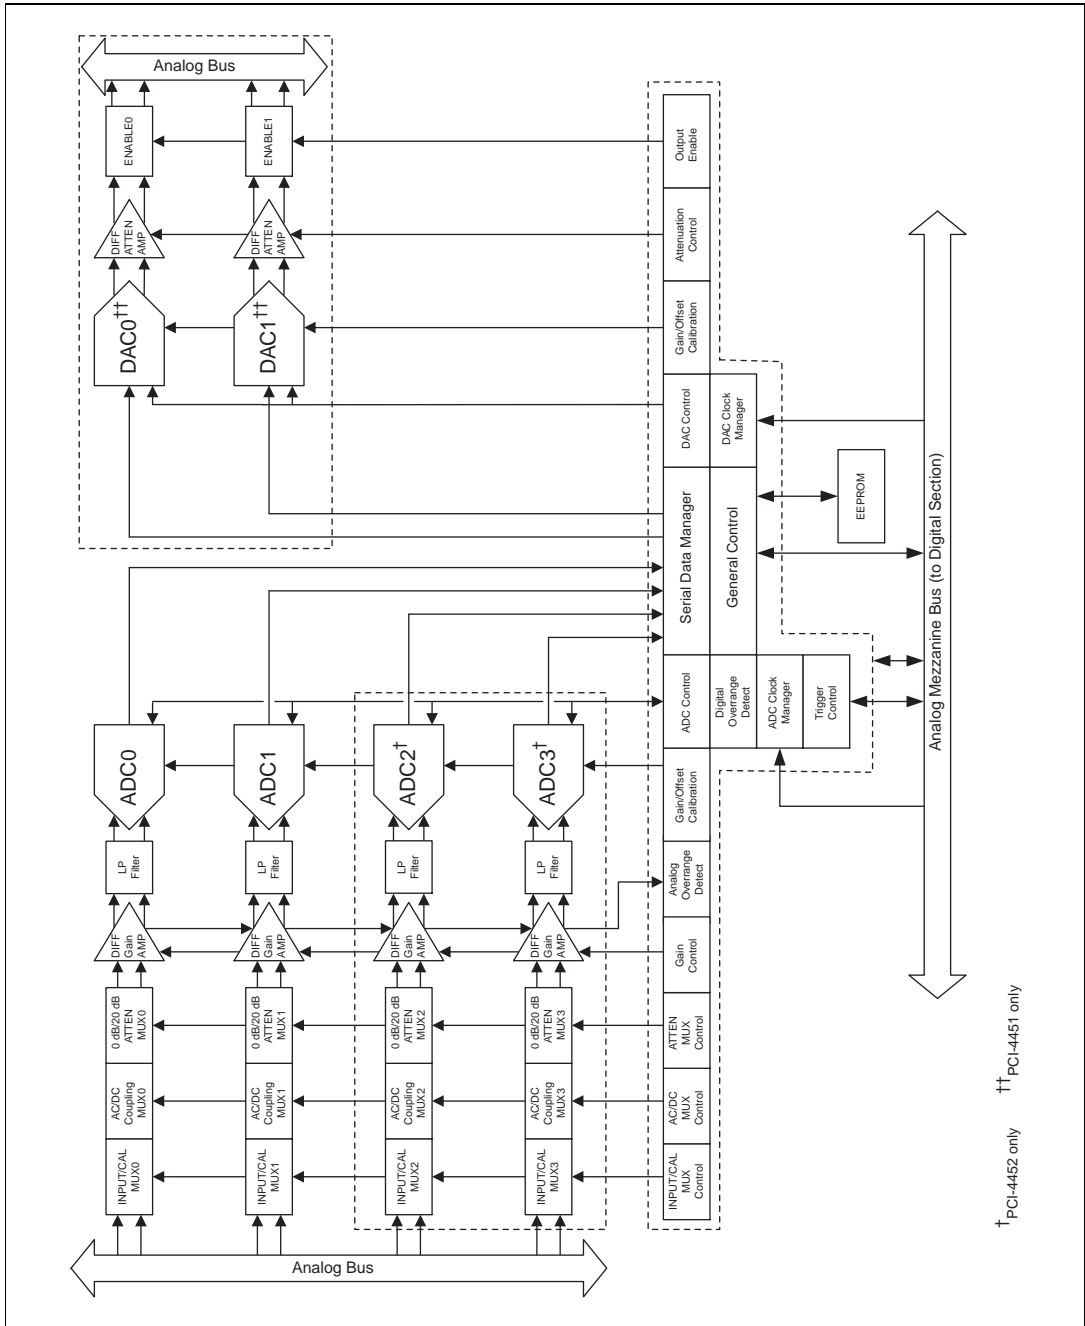 Analog Bus
ENABLE0
ENABLE1
DIFF
ATTEN
AMP
DIFF
ATTEN
AMP
DAC0††
DAC1††
Output
Enable
Attenuation
Control
Gain/Offset
Calibration
DAC Control
DAC Clock
Manager
Serial Data Manager
General Control
EEPROM
Analog Mezzanine Bus (to Digital Section)
ADC0
ADC1
ADC2†
ADC3†
ADC Control
Digital
Overrange
Detect
ADC Clock
Manager
Trigger
Control
LP
Filter
LP
Filter
LP
Filter
LP
Filter
Gain/Offset
Calibration
Analog
Overrange
Detect
DIFF
Gain
AMP
DIFF
Gain
AMP
DIFF
Gain
AMP
DIFF
Gain
AMP
Gain
Control
0 dB/20 dB
ATTEN
MUX0
0 dB/20 dB
ATTEN
MUX1
0 dB/20 dB
ATTEN
MUX2
0 dB/20 dB
ATTEN
MUX3
ATTEN
MUX
Control
AC/DC
Coupling
MUX0
AC/DC
Coupling
MUX1
AC/DC
Coupling
MUX2
AC/DC
Coupling
MUX3
AC/DC
MUX
Control
INPUT/CAL
MUX0
INPUT/CAL
MUX1
INPUT/CAL
MUX2
INPUT/CAL
MUX3
INPUT/CAL
MUX
Control
Analog Bus
†PCI-4452 only
††PCI-4451 only